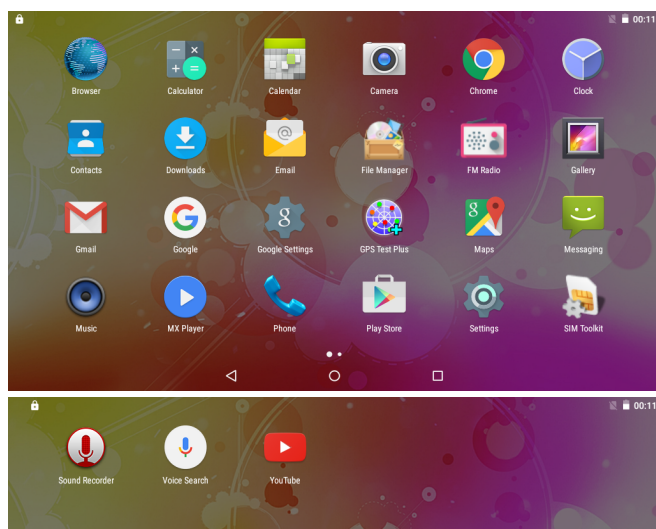 00:11
Browser Calculator Calendar Camera Chrome Clock
Contacts Downloads Email File Manager FM Radio Gallery
Gmail Google Google Settings GPS Test Plus Maps Messaging
Music MX Player Phone Play Store Settings SIM Toolkit
00:11
Sound Recorder Voice Search YouTube